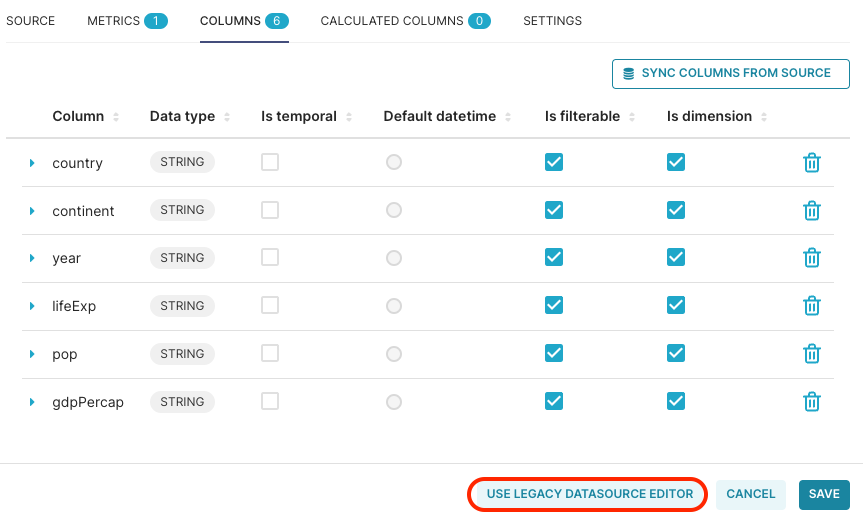 SOURCE METRICS 1 COLUMNS 6 CALCULATED COLUMNS 0 SETTINGS
SYNC COLUMNS FROM SOURCE
Column Data type Is temporal Default datetime Is filterable Is dimension
country STRING
continent STRING
year STRING
lifeExp STRING
pop STRING
gdpPercap STRING
USE LEGACY DATASOURCE EDITOR CANCEL SAVE